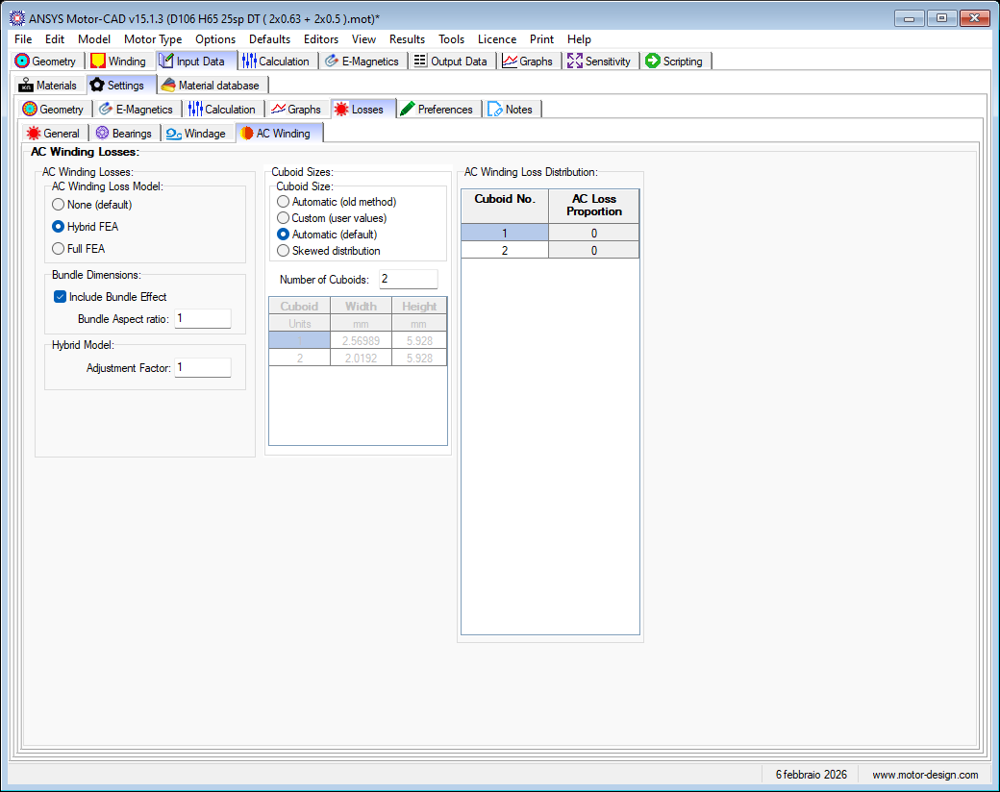 ANSYS Motor-CAD v15.1.3 (D106 H65 25sp DT ( 2x0.63 + 2x0.5 ).mot)*
File Edit Model Motor Type Options Defaults Editors View Results Tools Licence Print Help
Geometry Winding Input Data Calculation E-Magnetics Output Data Graphs Sensitivity Scripting
Materials Settings Material database
Geometry E-Magnetics Calculation Graphs Losses Preferences Notes
General Bearings Windage AC Winding
AC Winding Losses:
AC Winding Losses:
AC Winding Loss Model:
None (default)
Hybrid FEA
Full FEA
Bundle Dimensions:
Include Bundle Effect
Bundle Aspect ratio: 1
Hybrid Model:
Adjustment Factor: 1
Cuboid Sizes:
Cuboid Size:
Automatic (old method)
Custom (user values)
Automatic (default)
Skewed distribution
Number of Cuboids: 2
Cuboid Width Height
Units mm mm
1 2.56989 5.928
2 2.0192 5.928
AC Winding Loss Distribution:
Cuboid No. AC Loss Proportion
1 0
2 0
6 febbraio 2026 www.motor-design.com